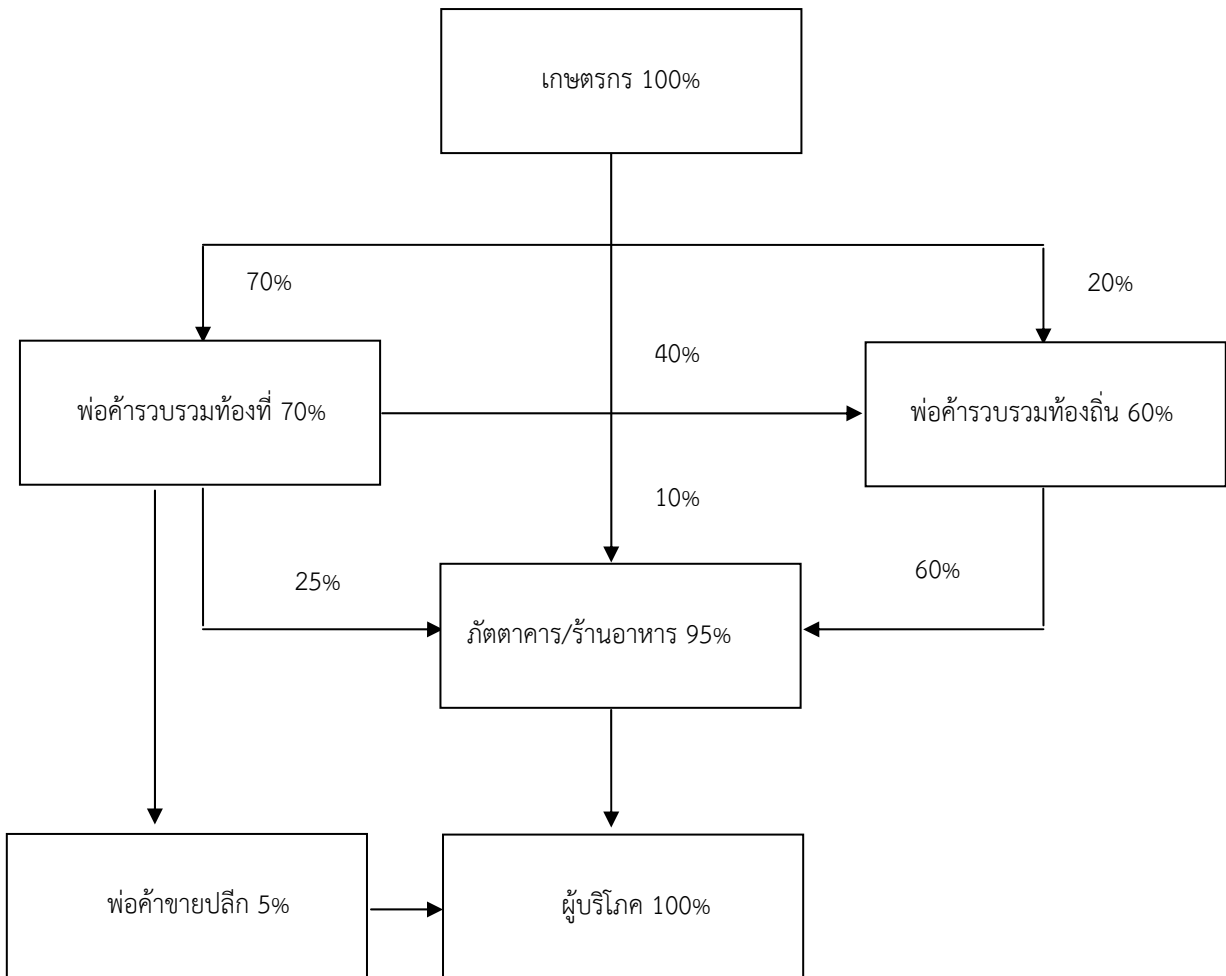 เกษตรกร 100%
70%
20%
40%
พ่อค้ารวบรวมท้องที่ 70%
พ่อค้ารวบรวมท้องถิ่น 60%
10%
25%
60%
ภัตตาคาร/ร้านอาหาร 95%
พ่อค้าขายปลีก 5%
ผู้บริโภค 100%